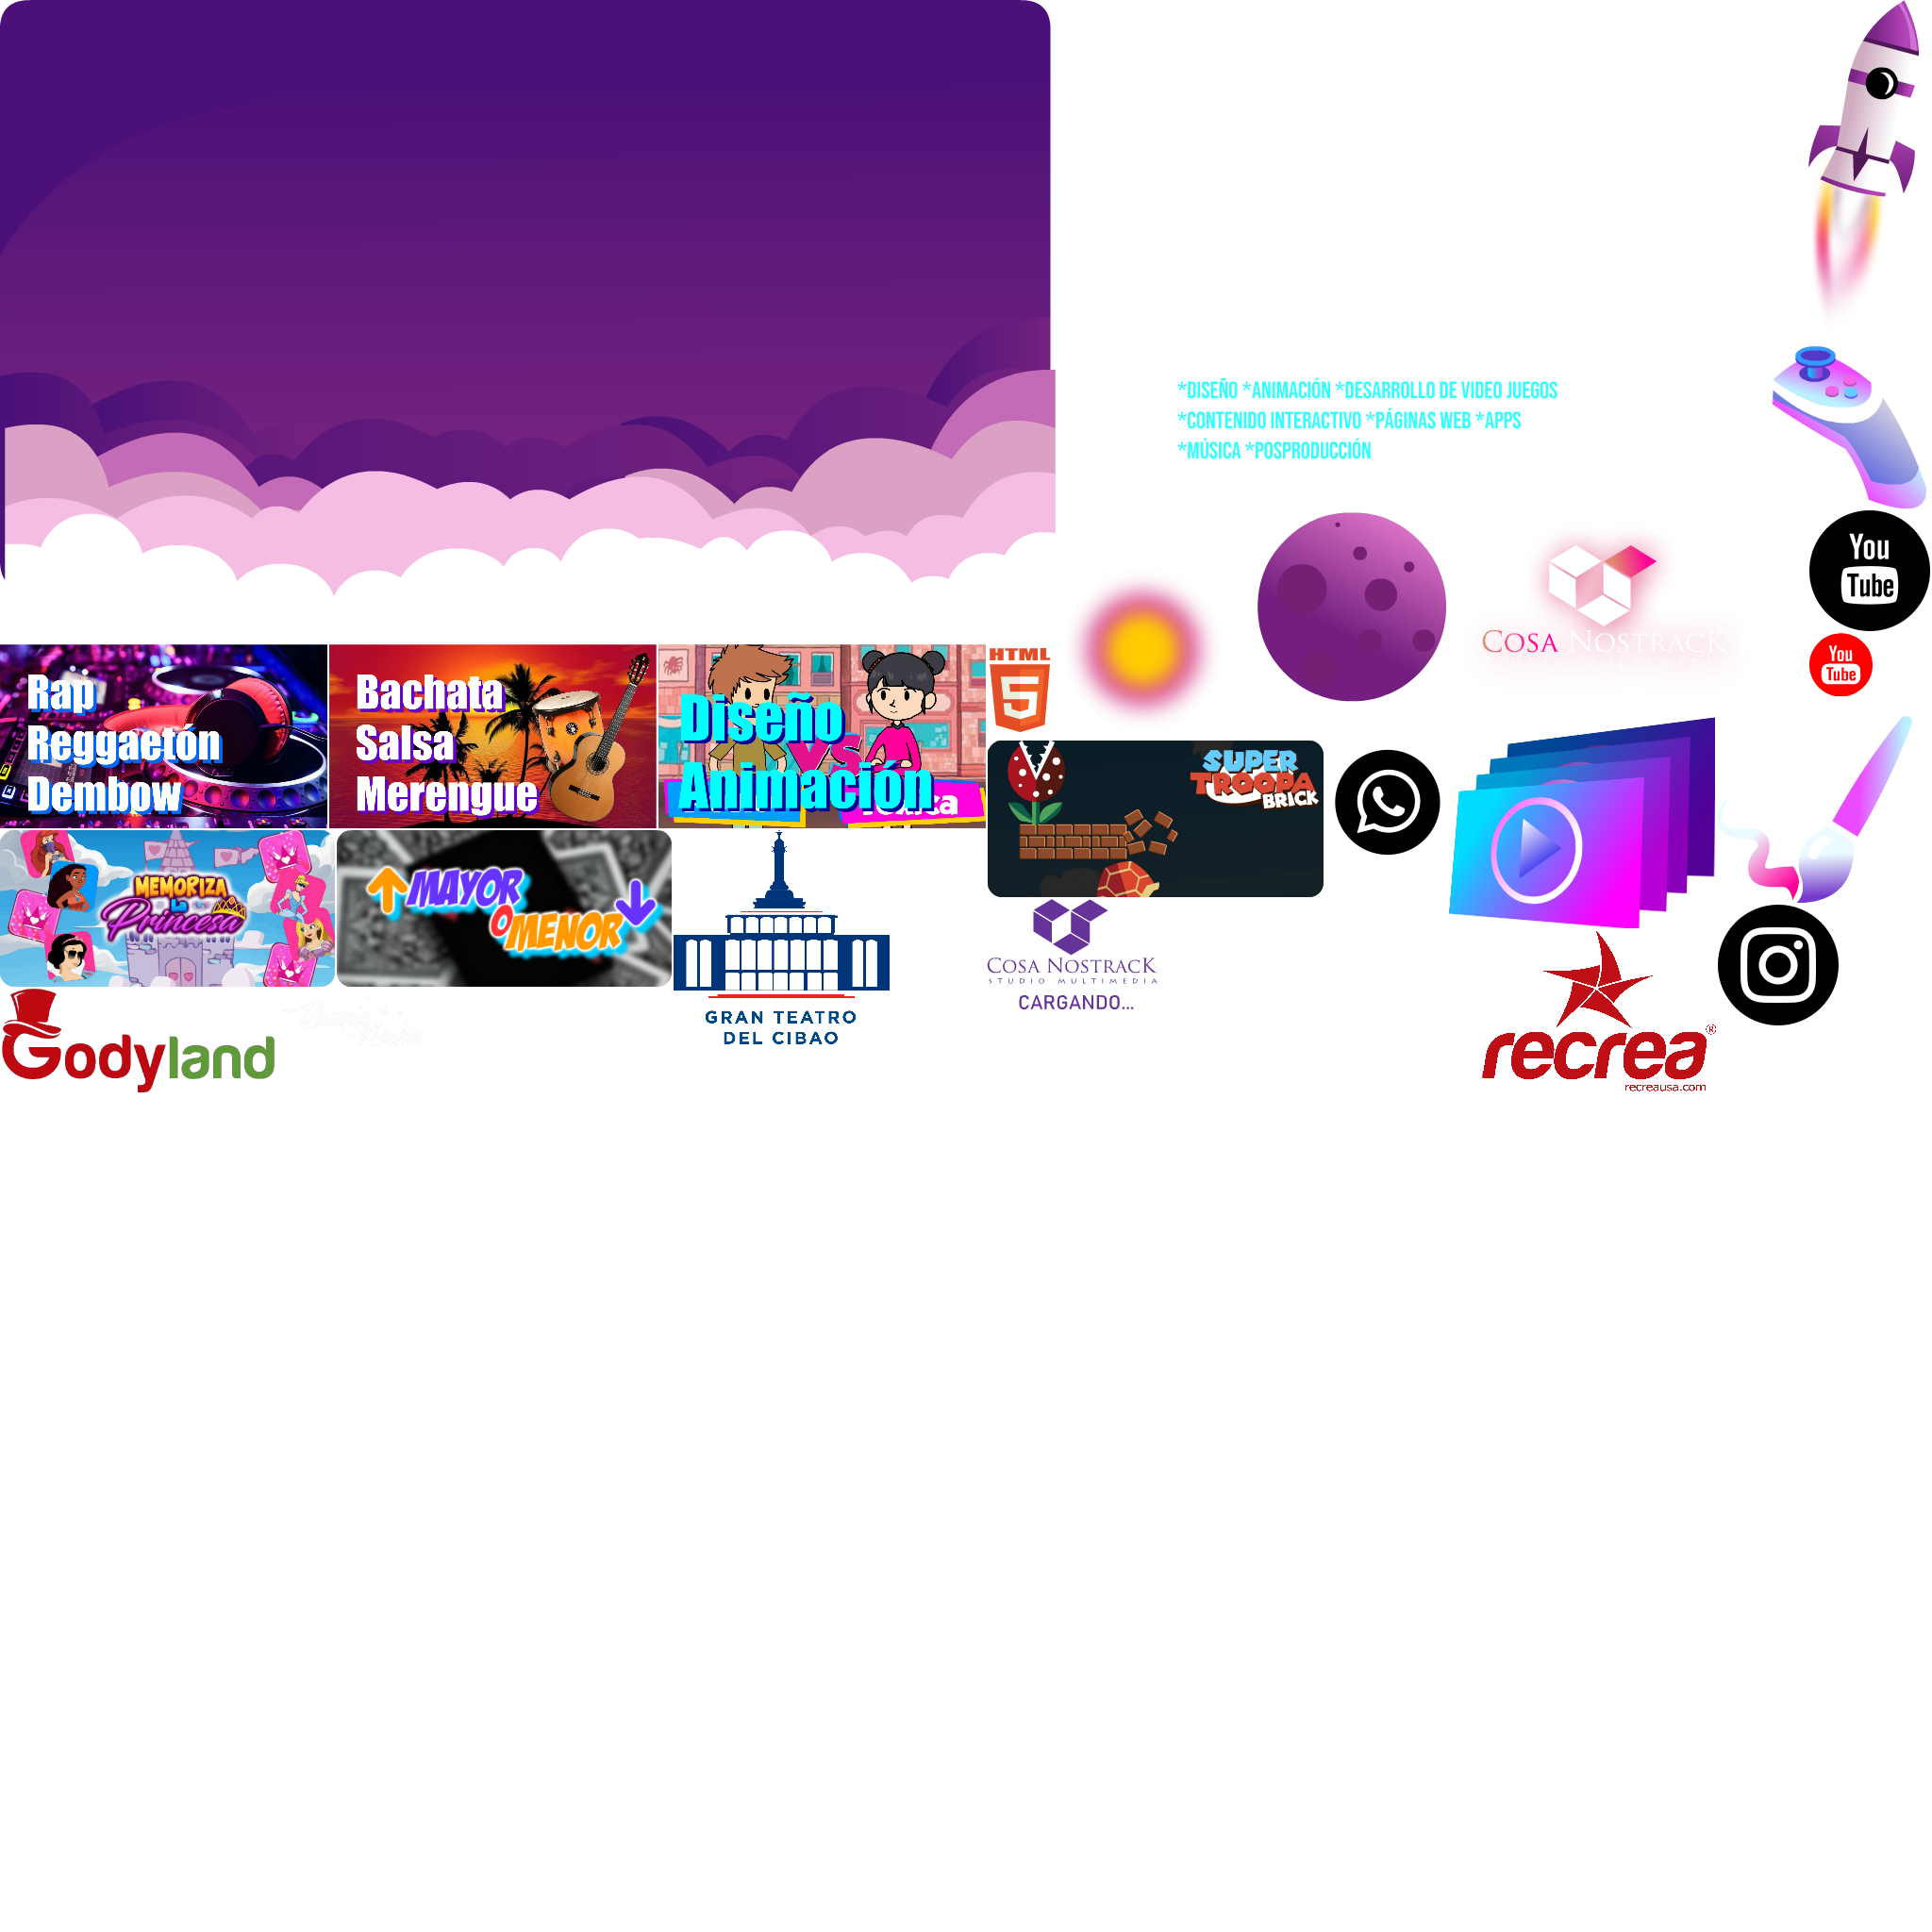 *DISEÑO *ANIMACIÓN *DESARROLLO DE VIDEO JUEGOS
*CONTENIDO INTERACTIVO *PÁGINAS WEB *APPS
*MÚSICA *POSPRODUCCIÓN
You
Tube
COSA NOSTRACK
You
Tube
Rap
Reggaetón
Dembow
Bachata
Salsa
Merengue
Diseño
VS
Animación
HTML
5
SUPER
TROOPA
BRICK
MEMORIZA
La
Princesa
MAYOR
O MENOR
GRAN TEATRO
DEL CIBAO
COSA NOSTRACK
STUDIO MULTIMEDIA
CARGANDO...
Godyland
recrea®
recreausa.com